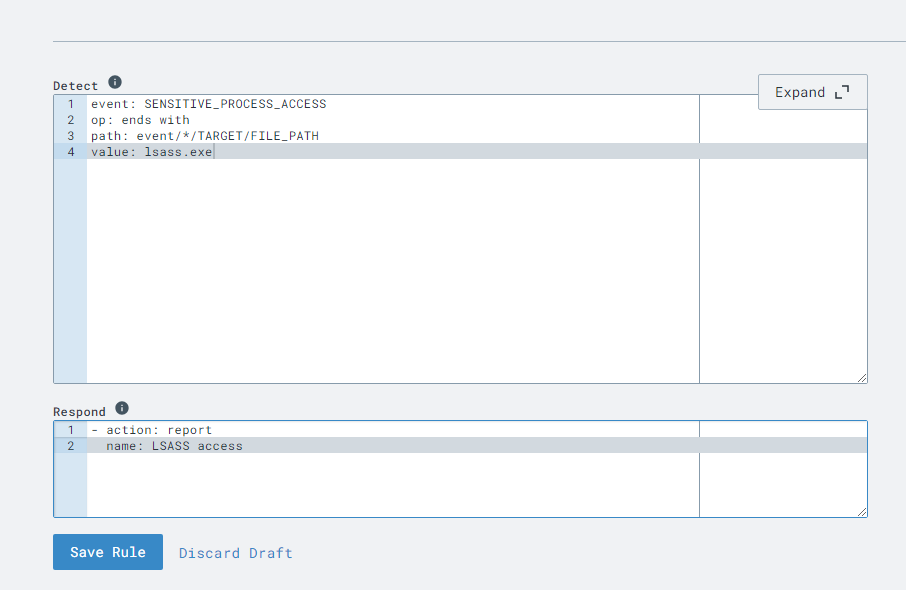 Detect
Expand
1 event: SENSITIVE_PROCESS_ACCESS
2 op: ends with
3 path: event/*/TARGET/FILE_PATH
4 value: lsass.exe
Respond
1 - action: report
2 name: LSASS access
Save Rule Discard Draft